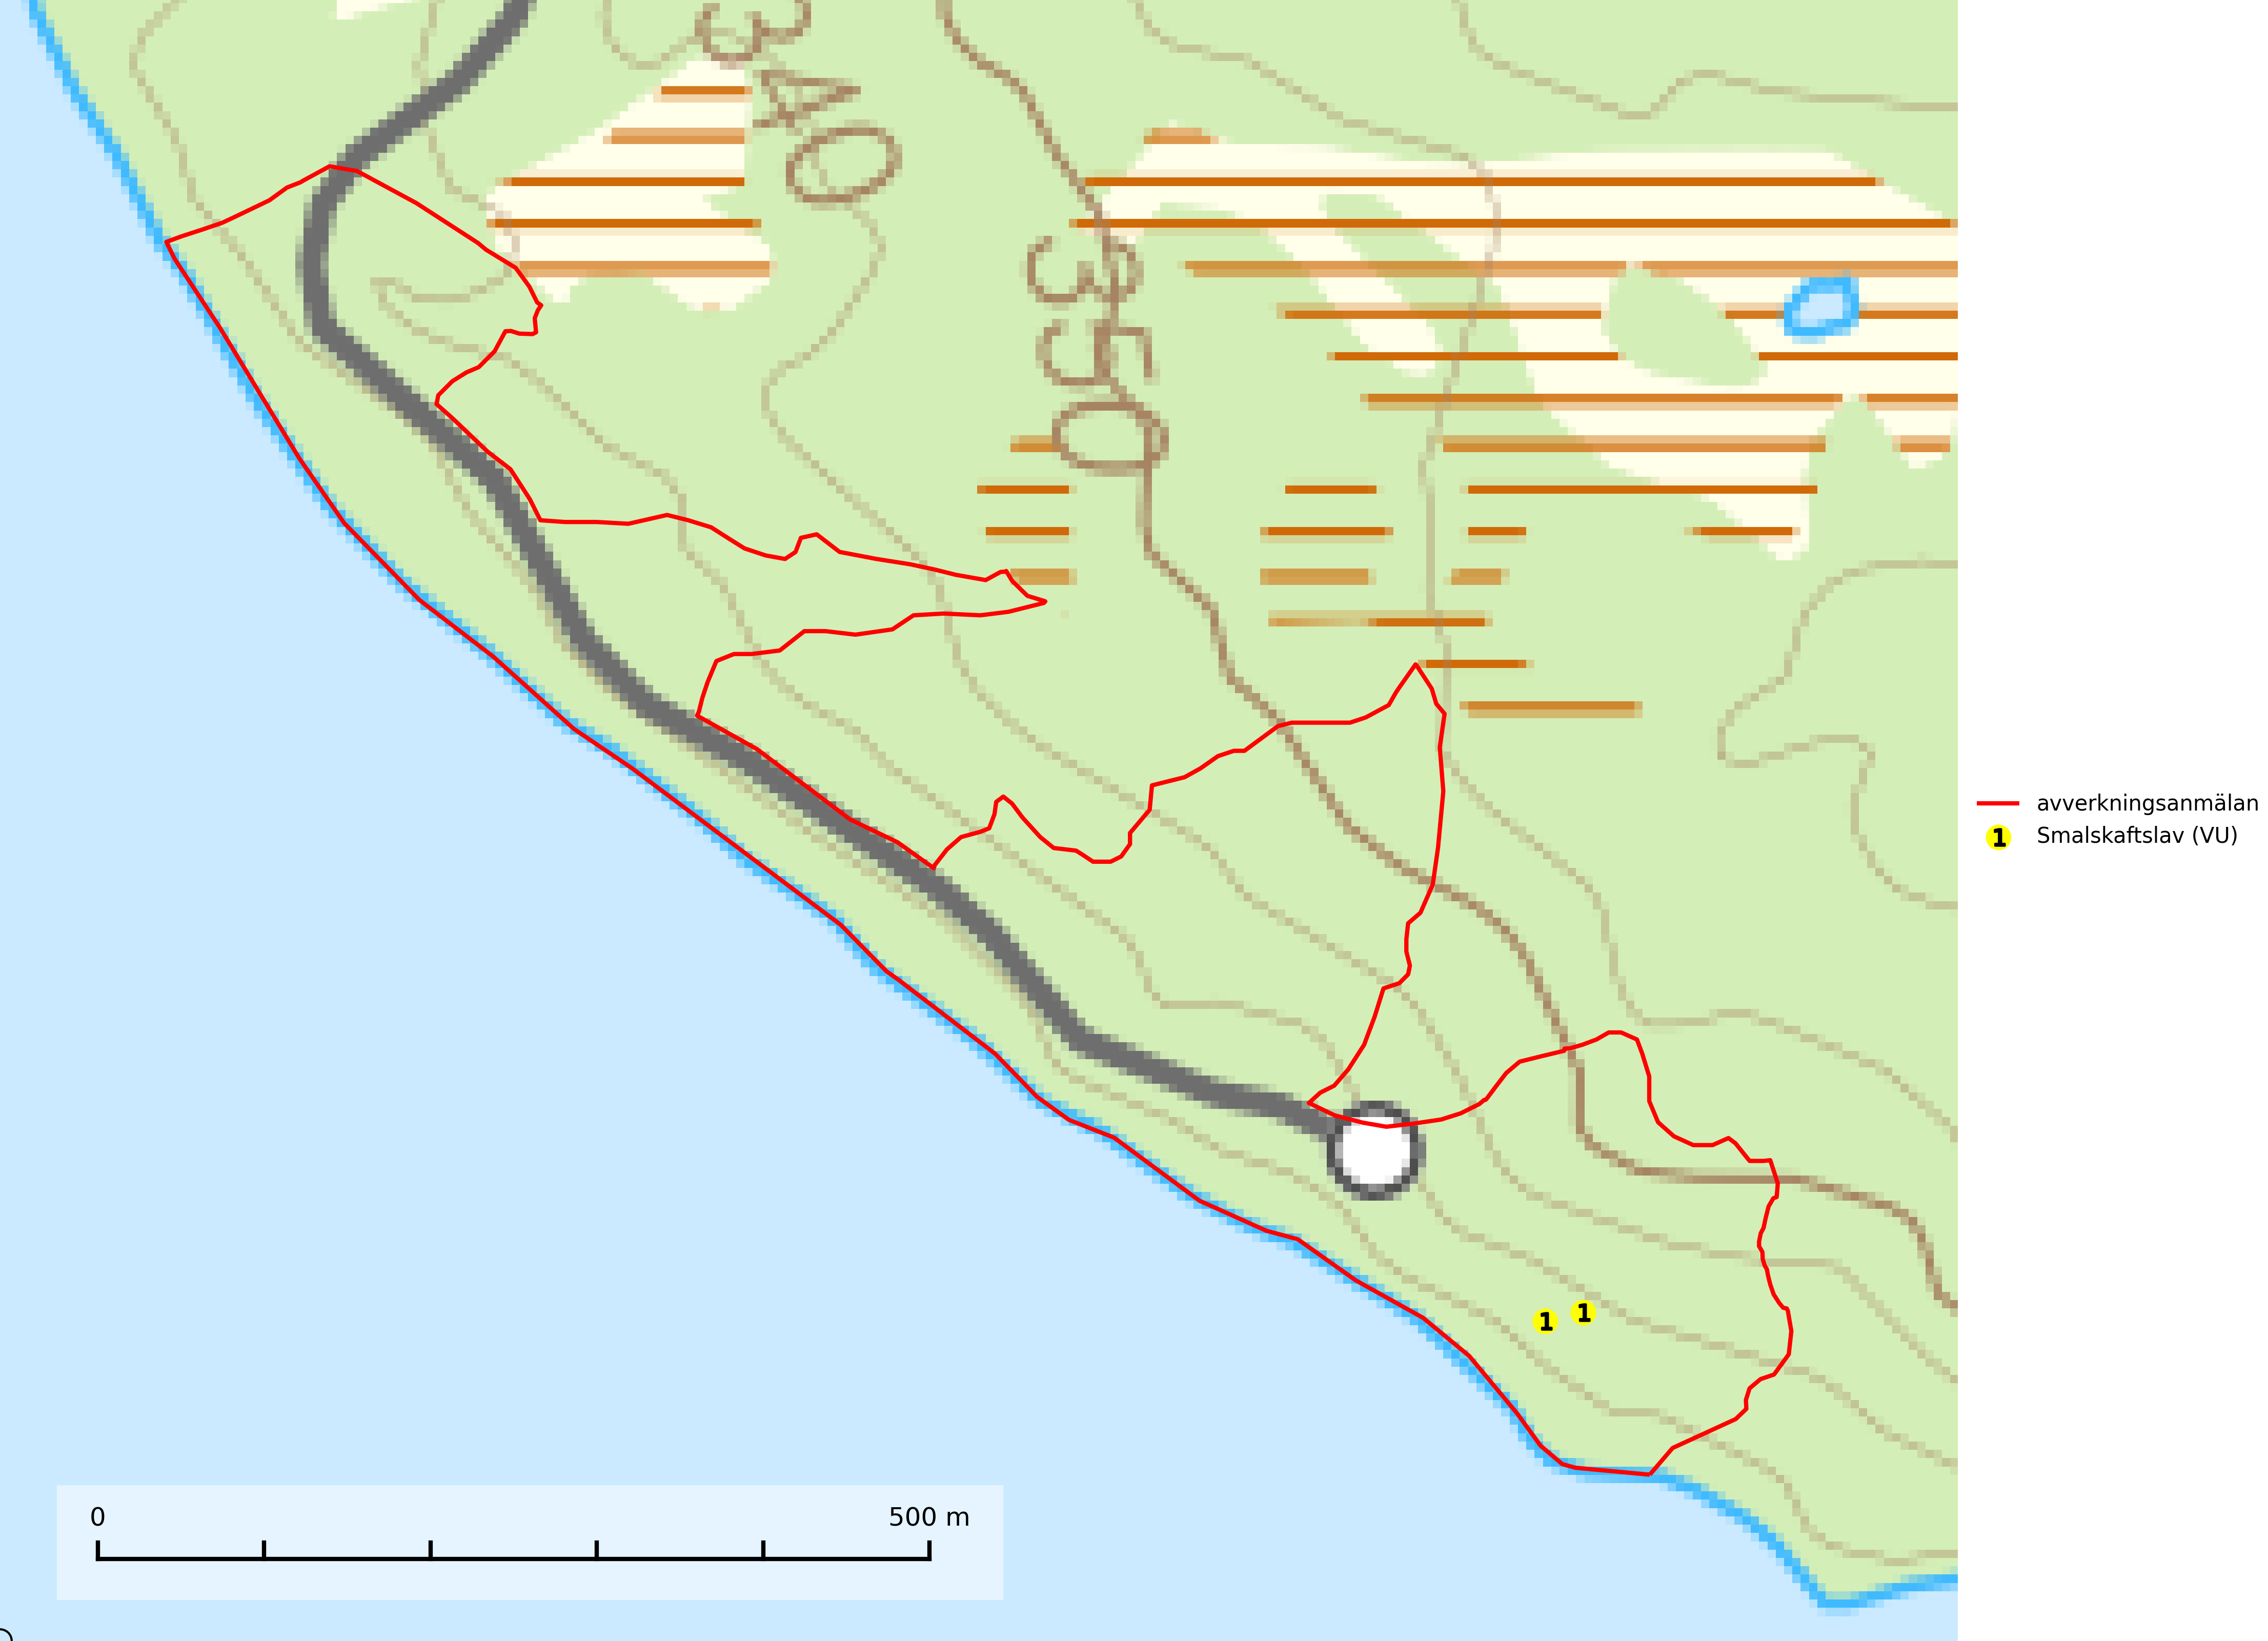 340
350
avverkningsanmälan
1 Smalskaftslav (VU)
1 1
0 500 m